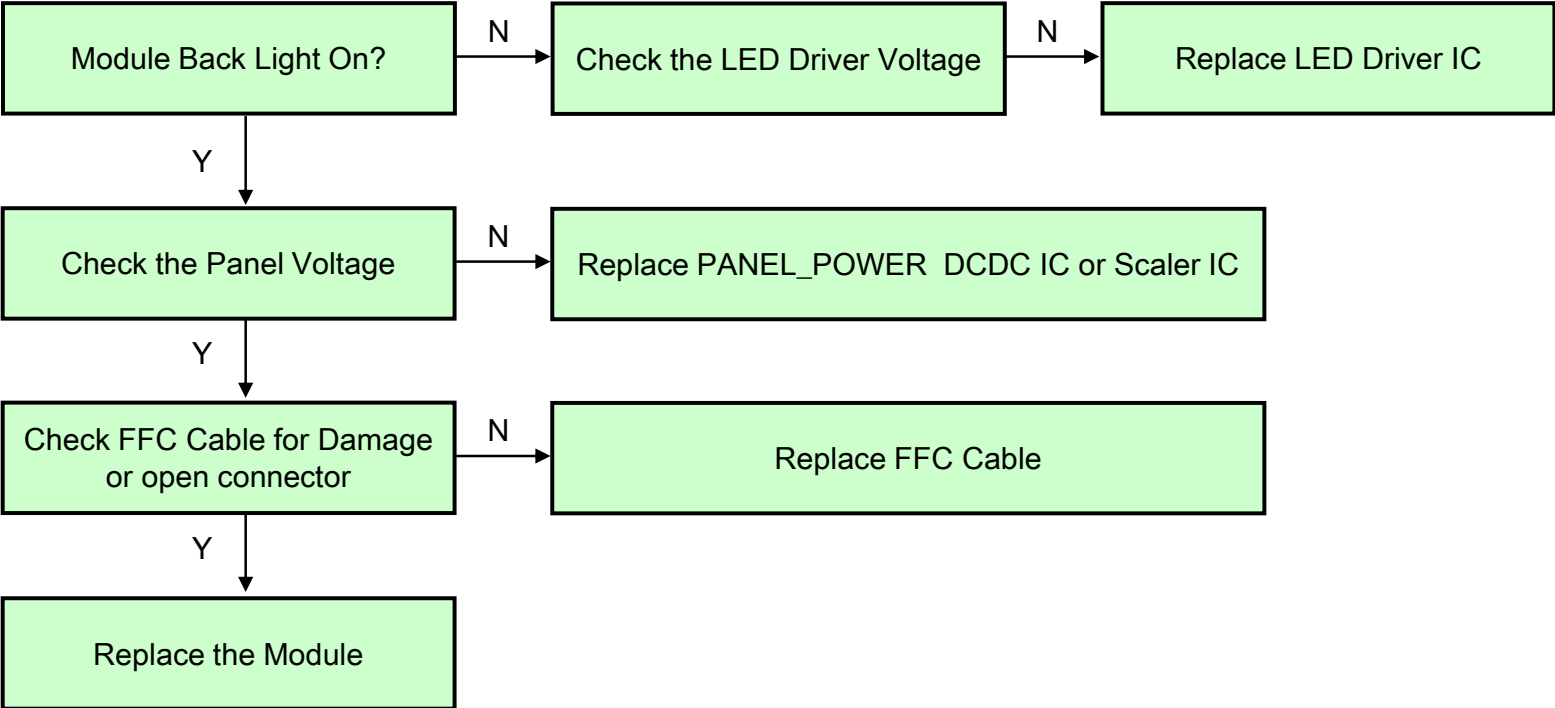 Module Back Light On?
N
Check the LED Driver Voltage
N
Replace LED Driver IC
Y
Check the Panel Voltage
N
Replace PANEL_POWER  DCDC IC or Scaler IC
Y
Check FFC Cable for Damage
or open connector
N
Replace FFC Cable
Y
Replace the Module